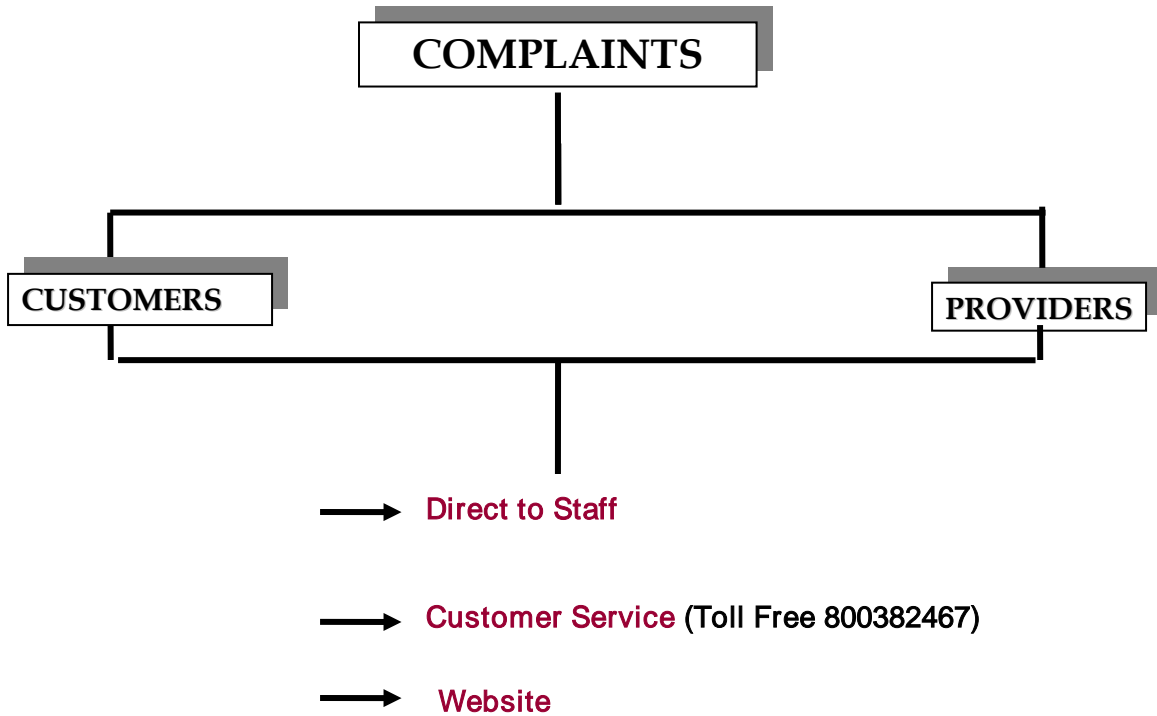 COMPLAINTS
CUSTOMERS
PROVIDERS
Direct to Staff
Customer Service (Toll Free 800382467)
Website